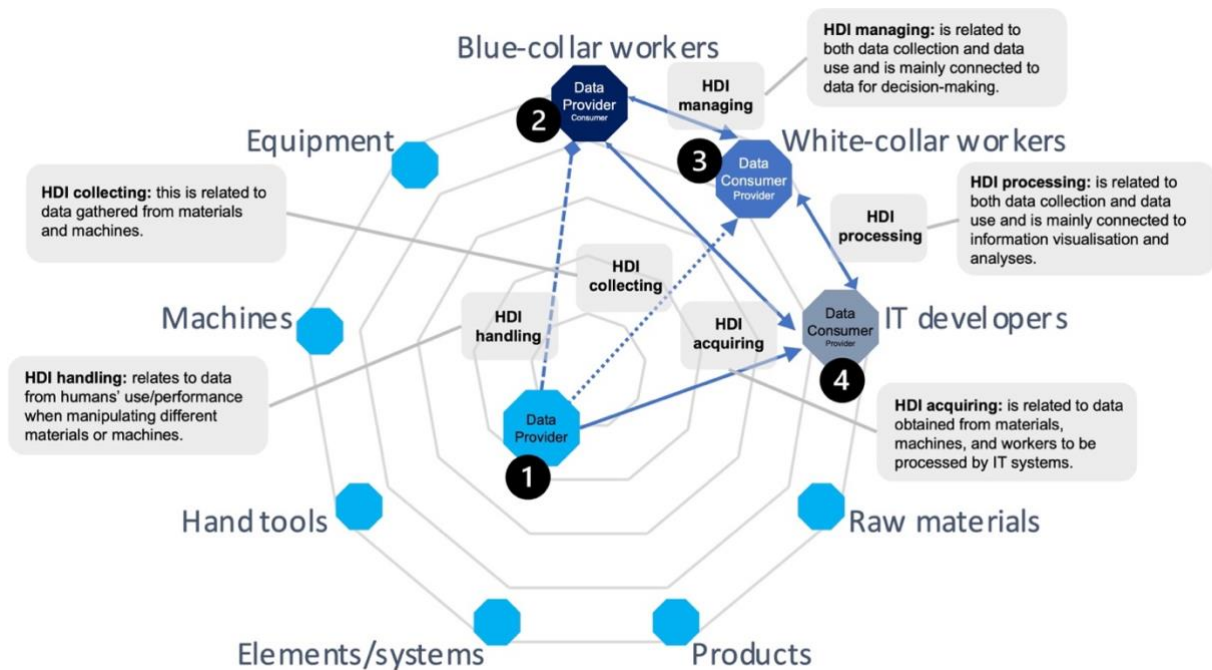 Blue-collar workers
Data
Provider
Consumer
2
HDI
managing
HDI managing: is related to
both data collection and data
use and is mainly connected to
data for decision-making.
Equipment
White-collar workers
3
Data
Consumer
Provider
HDI collecting: this is related to
data gathered from materials
and machines.
HDI
processing
HDI processing: is related to
both data collection and data
use and is mainly connected to
information visualisation and
analyses.
HDI
collecting
Machines
HDI
handling
HDI
acquiring
Data
Consumer
Provider
IT developers
4
HDI handling: relates to data
from humans’ use/performance
when manipulating different
materials or machines.
Data
Provider
1
HDI acquiring: is related to data
obtained from materials,
machines, and workers to be
processed by IT systems.
Hand tools
Raw materials
Elements/systems
Products